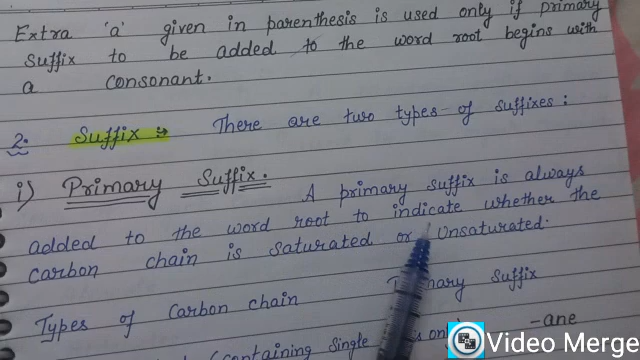 Extra 'a' given in parenthesis is used only if primary
suffix to be added to the word root begins with
a consonant.
2. Suffix :→ There are two types of suffixes :
i) Primary Suffix. A primary suffix is always
added to the word root to indicate whether the
carbon chain is saturated or Unsaturated.
Types of Carbon chain Primary Suffix
(containing single -ane
Video Merge